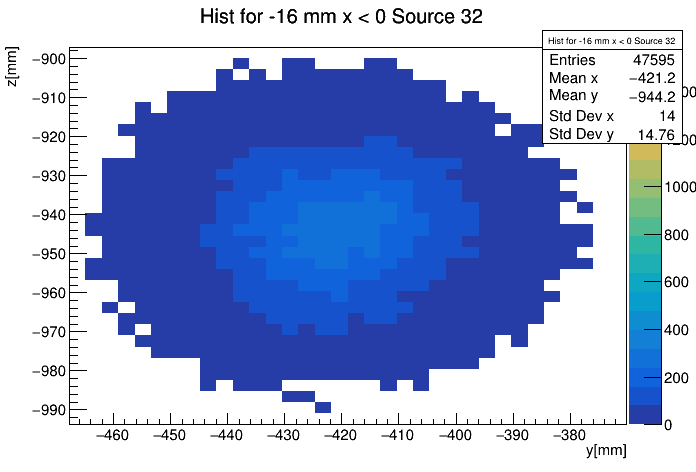 Hist for -16 mm x < 0 Source 32
z[mm]
Hist for -16 mm x < 0 Source 32
Entries 47595
Mean x −421.2
Mean y −944.2
Std Dev x 14
Std Dev y 14.76
−900
−910
−920
−930
−940
−950
−960
−970
−980
−990
1000
800
600
400
200
0
−460 −450 −440 −430 −420 −410 −400 −390 −380
y[mm]